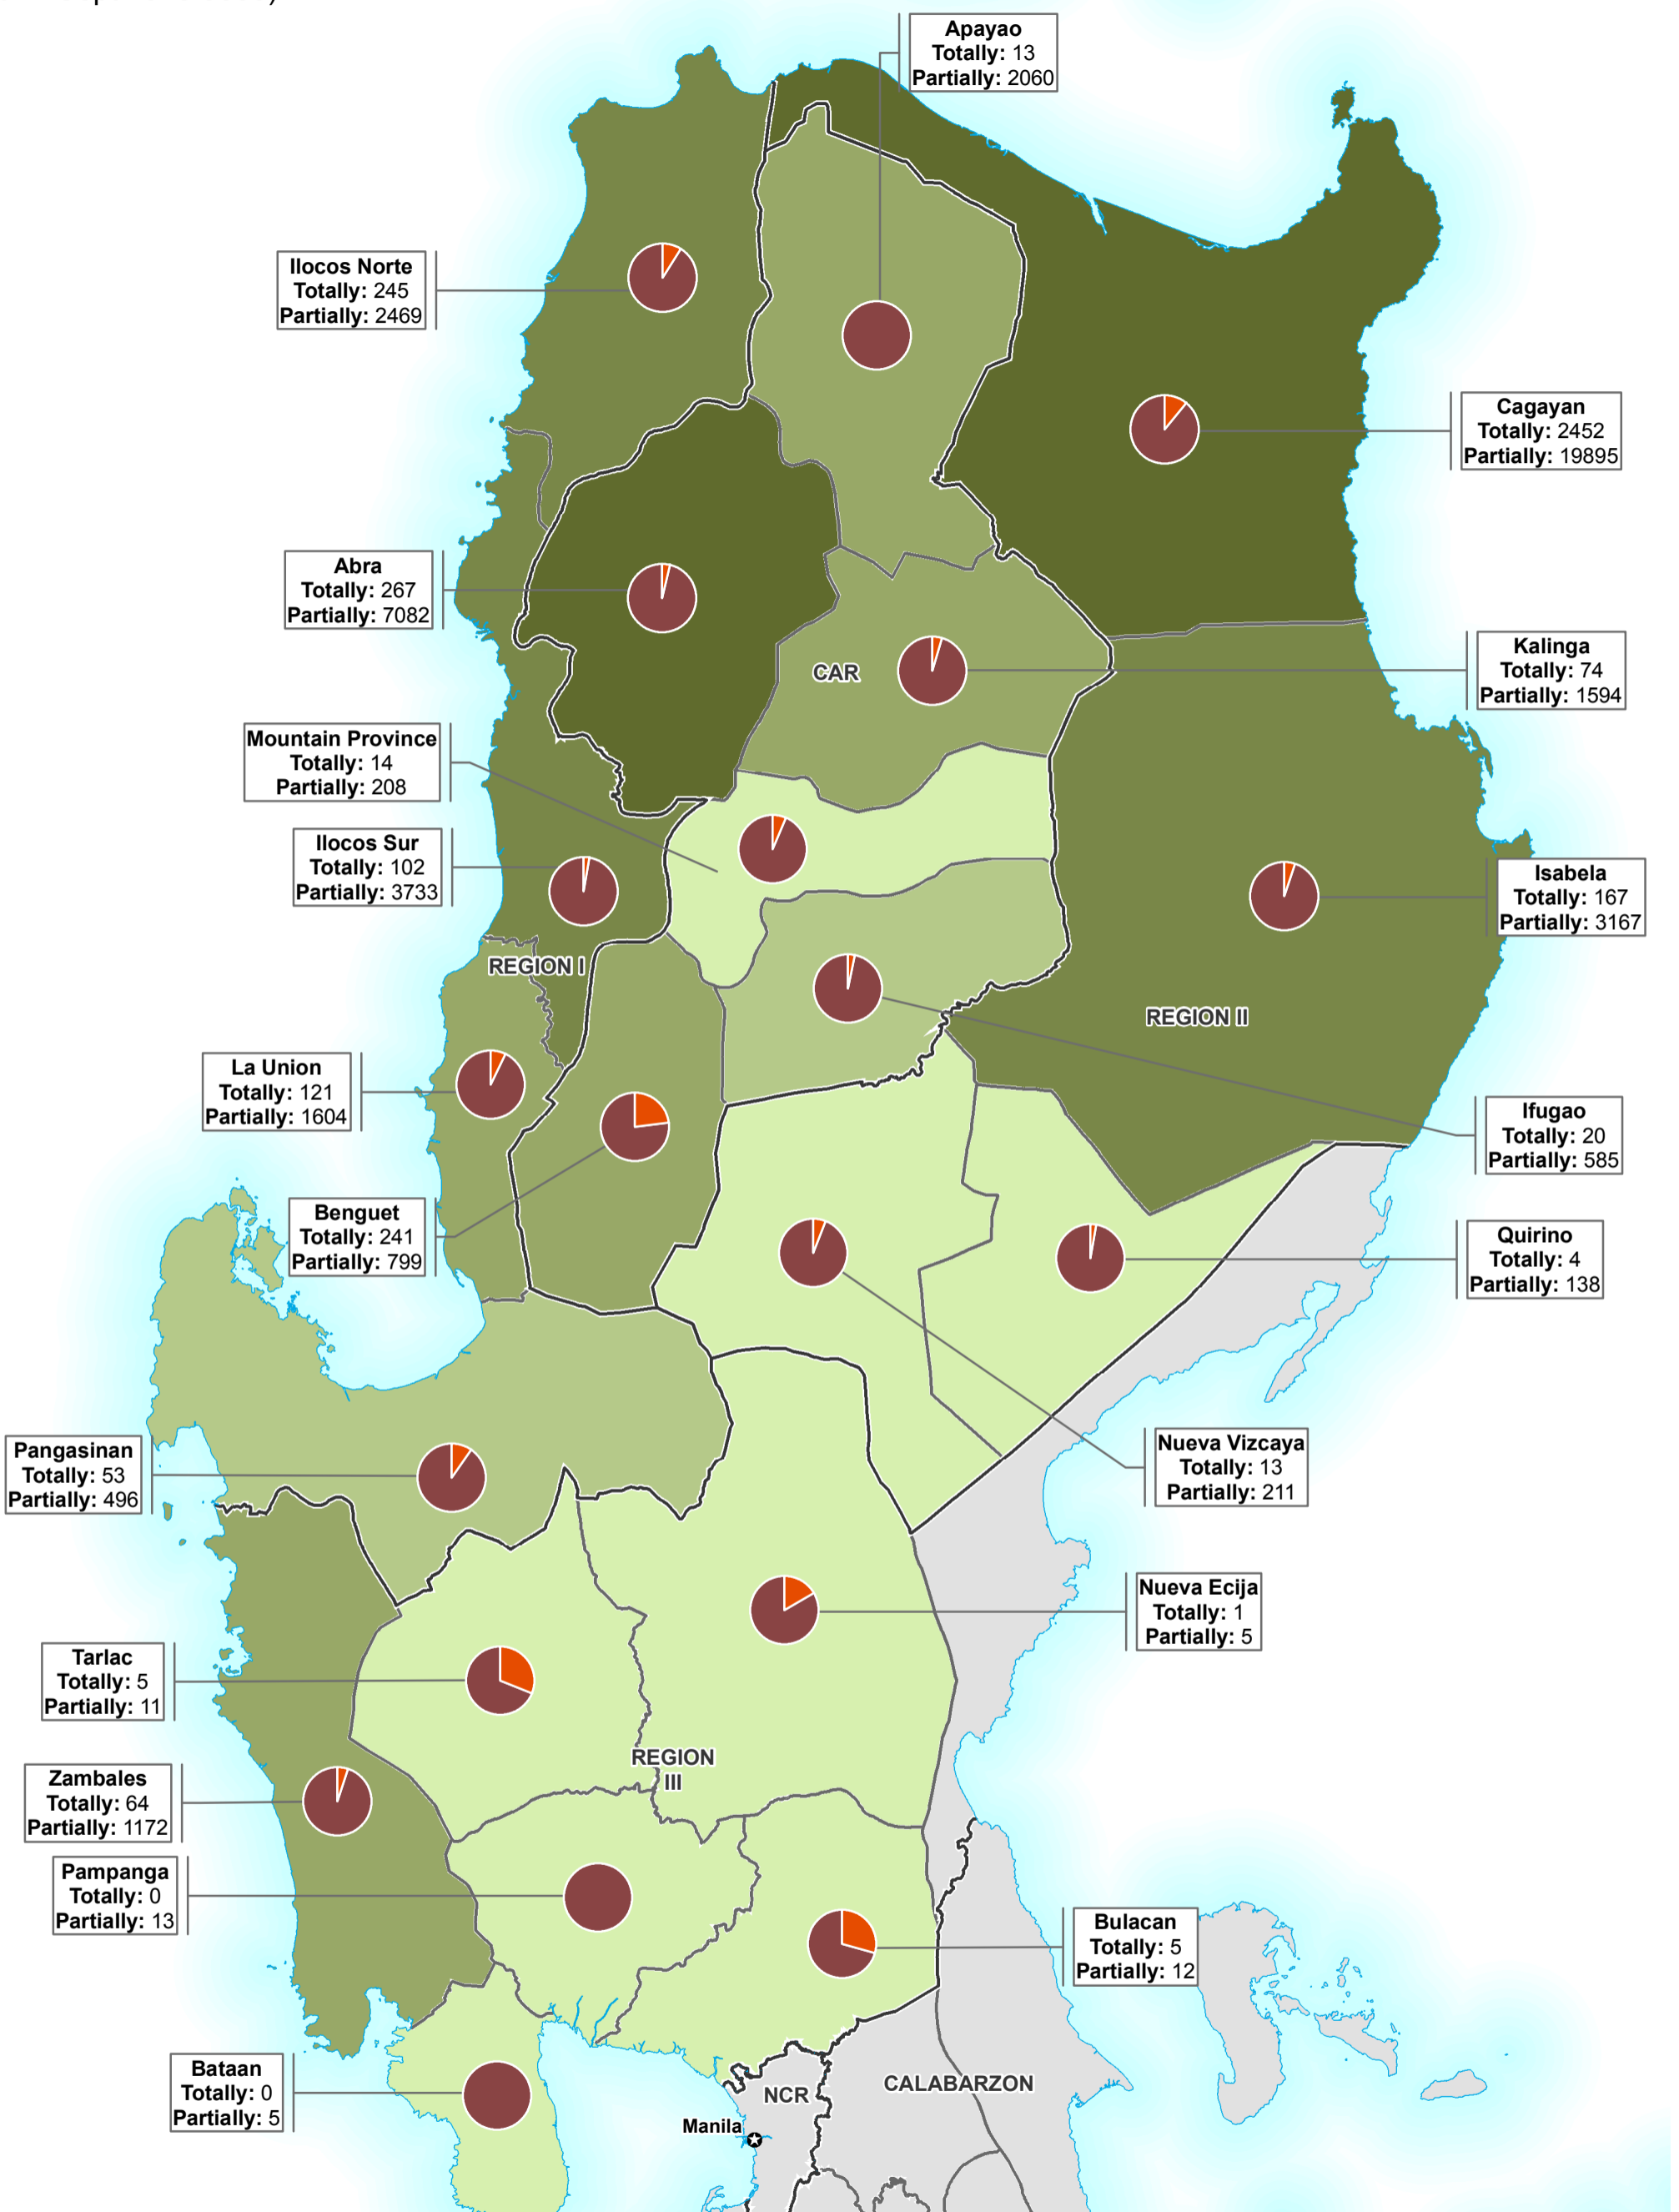 Apayao
Totally: 13
Partially: 2060
Ilocos Norte
Totally: 245
Partially: 2469
Cagayan
Totally: 2452
Partially: 19895
Abra
Totally: 267
Partially: 7082
Kalinga
Totally: 74
Partially: 1594
CAR
Mountain Province
Totally: 14
Partially: 208
Ilocos Sur
Totally: 102
Partially: 3733
Isabela
Totally: 167
Partially: 3167
REGION I
REGION II
La Union
Totally: 121
Partially: 1604
Ifugao
Totally: 20
Partially: 585
Benguet
Totally: 241
Partially: 799
Quirino
Totally: 4
Partially: 138
Pangasinan
Totally: 53
Partially: 496
Nueva Vizcaya
Totally: 13
Partially: 211
Nueva Ecija
Totally: 1
Partially: 5
Tarlac
Totally: 5
Partially: 11
REGION
III
Zambales
Totally: 64
Partially: 1172
Pampanga
Totally: 0
Partially: 13
Bulacan
Totally: 5
Partially: 12
Bataan
Totally: 0
Partially: 5
NCR
CALABARZON
Manila